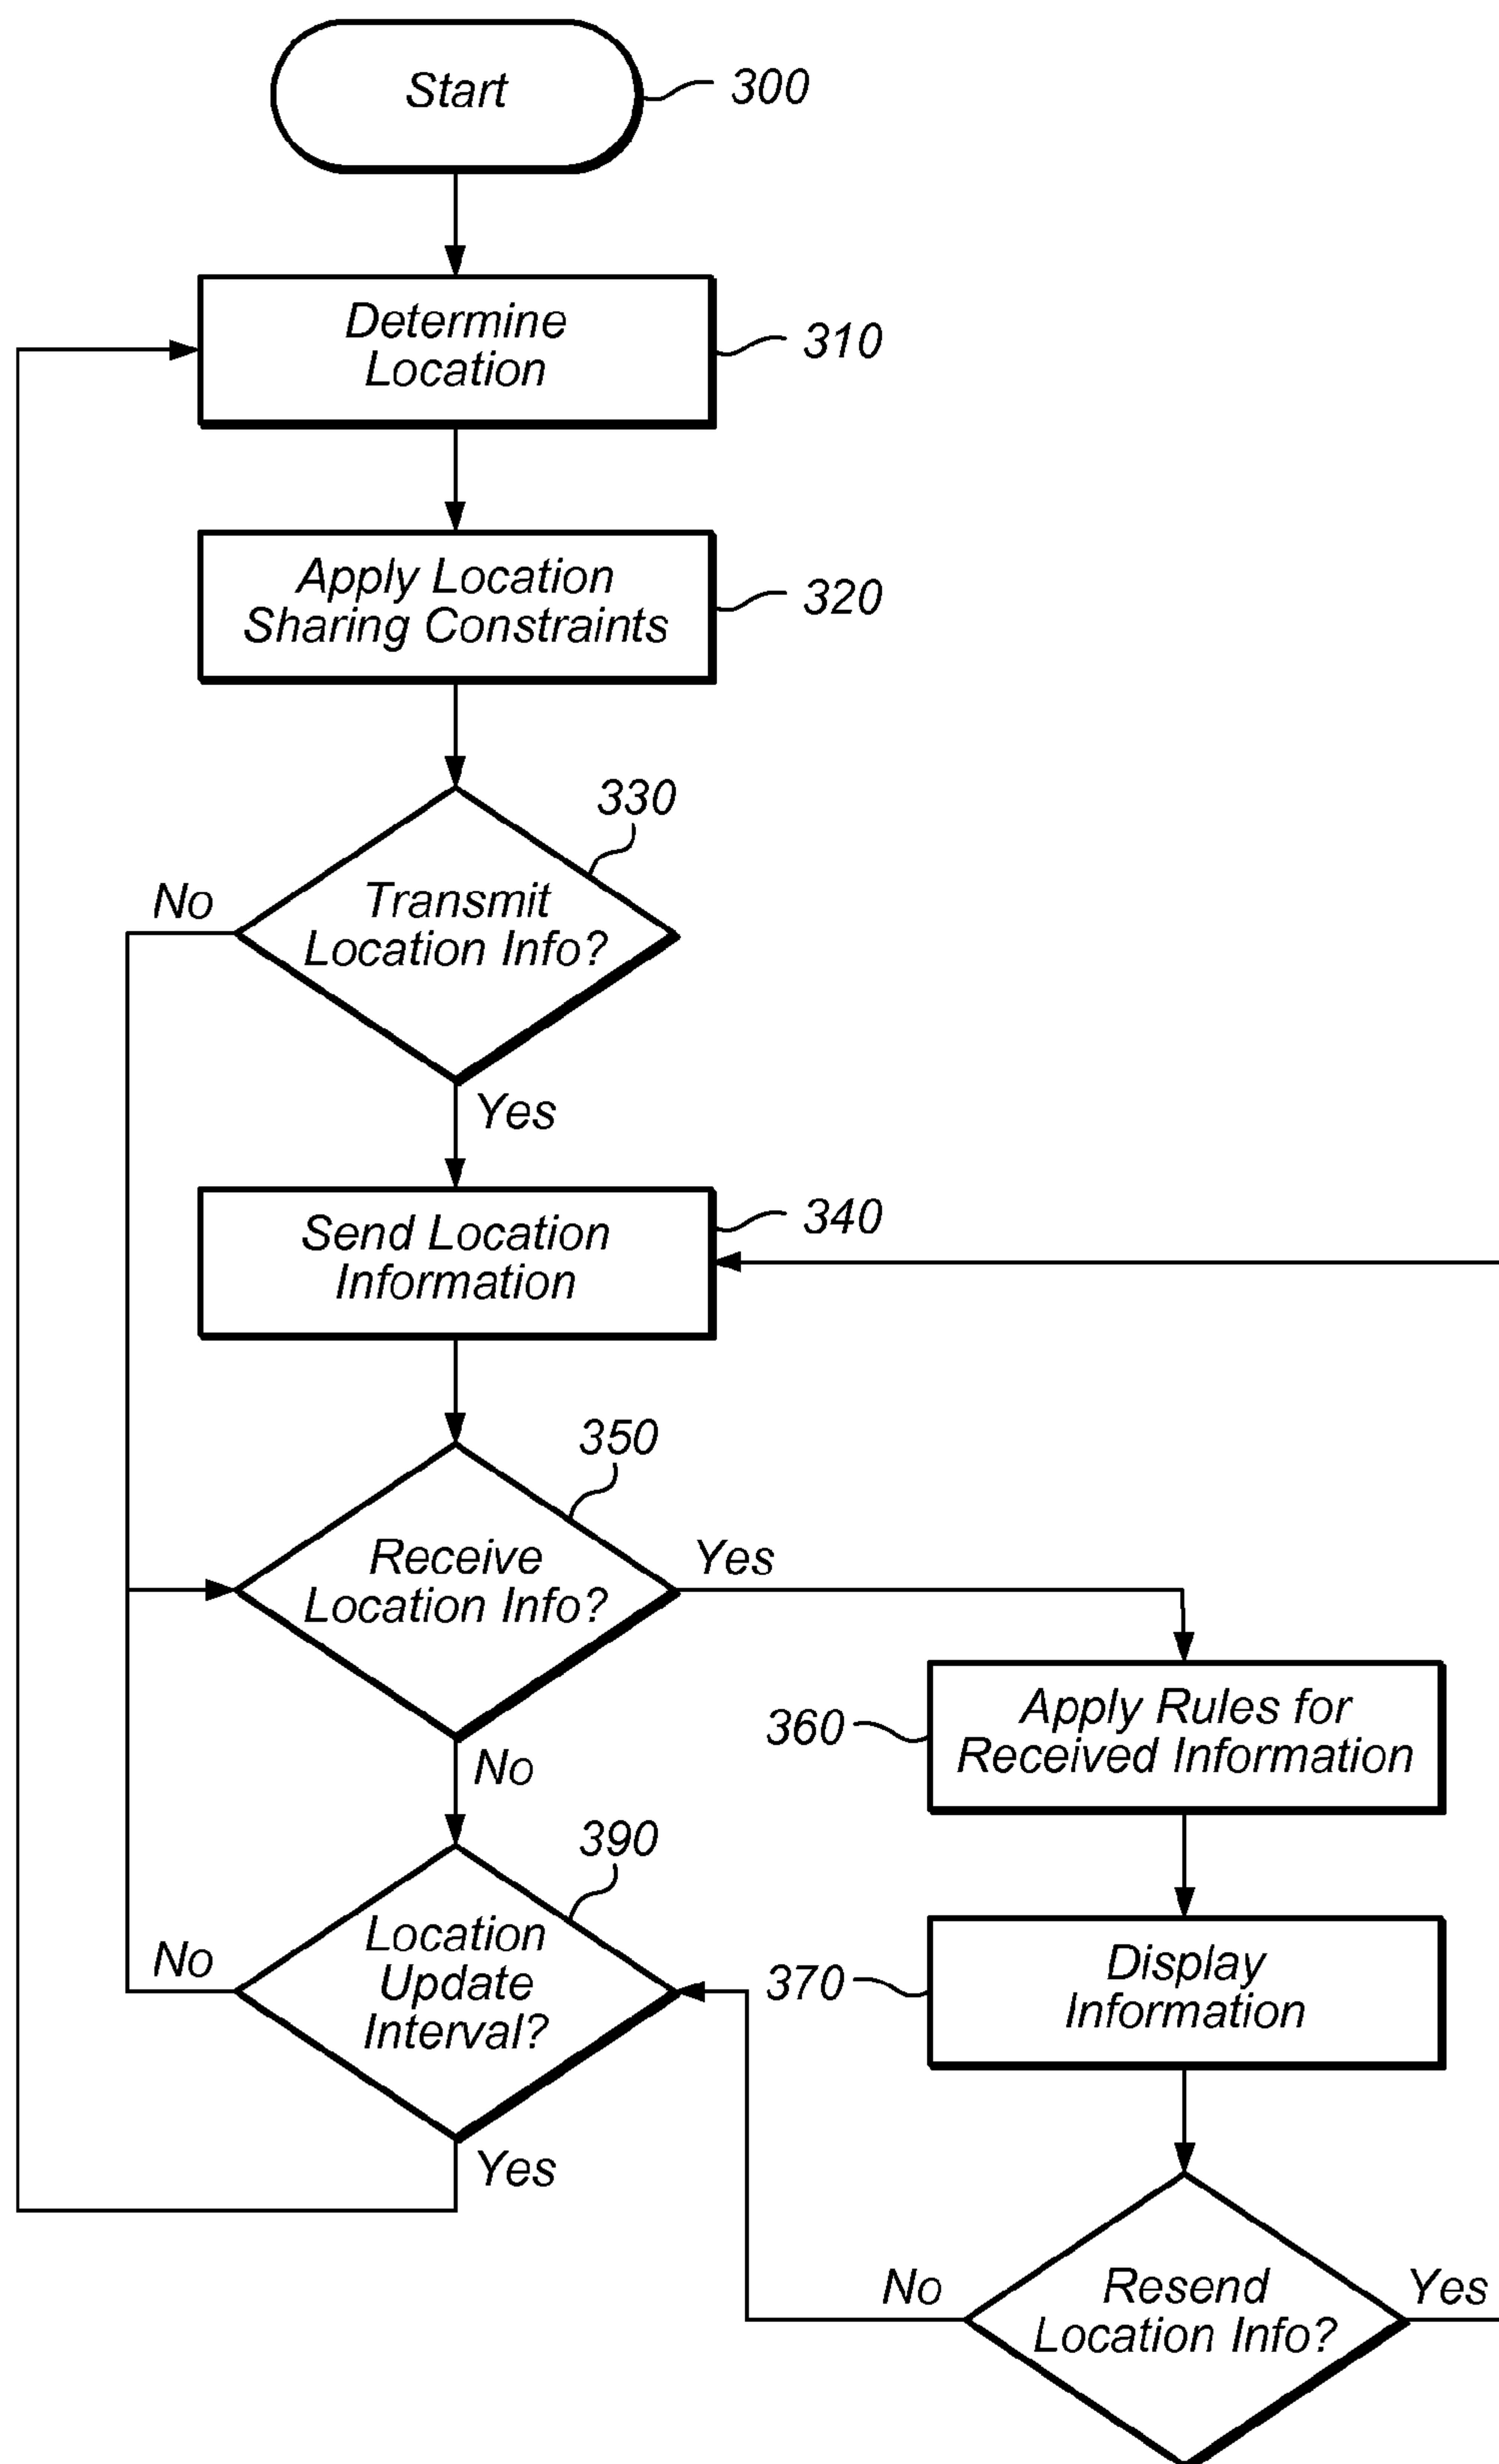 Start
300
Determine
Location
310
Apply Location
Sharing Constraints
320
330
Transmit
Location Info?
No
Yes
Send Location
Information
340
350
Receive
Location Info?
Yes
No
Apply Rules for
Received Information
360
390
Location
Update
Interval?
No
Yes
Display
Information
370
Resend
Location Info?
No
Yes